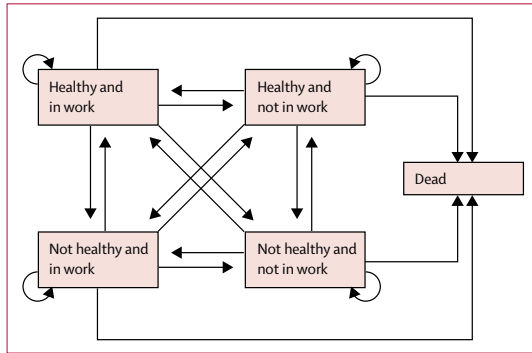 Healthy and
in work
Healthy and
not in work
Dead
Not healthy and
in work
Not healthy and
not in work